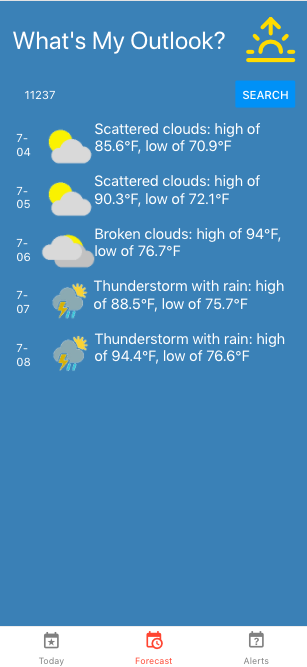 What's My Outlook?
11237
SEARCH
7-
04
Scattered clouds: high of
85.6°F, low of 70.9°F
7-
05
Scattered clouds: high of
90.3°F, low of 72.1°F
7-
06
Broken clouds: high of 94°F,
low of 76.7°F
7-
07
Thunderstorm with rain: high
of 88.5°F, low of 75.7°F
7-
08
Thunderstorm with rain: high
of 94.4°F, low of 76.6°F
Today
Forecast
Alerts